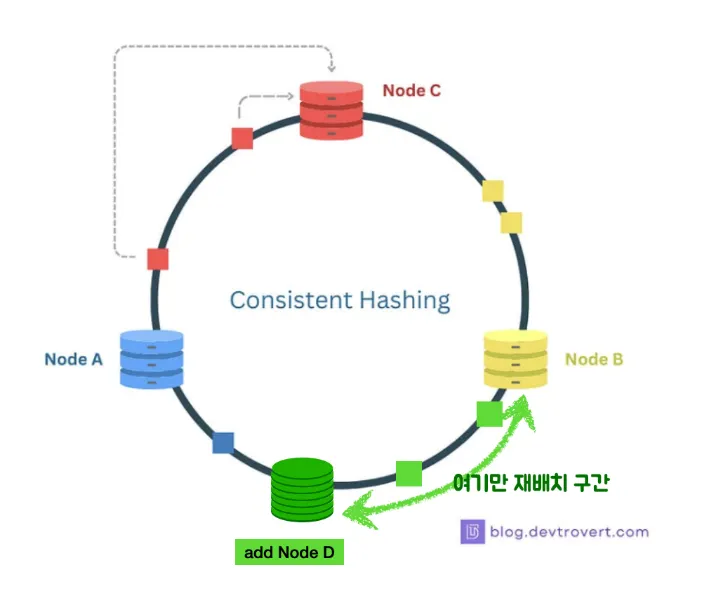 Node C
Consistent Hashing
Node A
Node B
여기만 재배치 구간
blog.devtrovert.com
add Node D